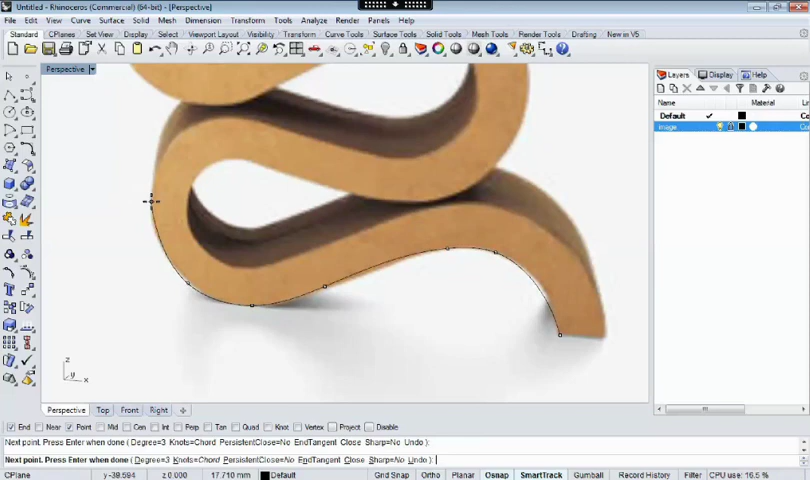 Untitled - Rhinoceros (Commercial) (64-bit) - [Perspective]
File Edit View Curve Surface Solid Mesh Dimension Transform Tools Analyze Render Panels Help
Standard CPlanes Set View Display Select Viewport Layout Visibility Transform Curve Tools Surface Tools Solid Tools Mesh Tools Render Tools Drafting New in V5
Perspective
Layers Display Help
Name Material
Default
image
z
y
x
Perspective Top Front Right
End Near Point Mid Cen Int Perp Tan Quad Knot Vertex Project Disable
Next point. Press Enter when done ( Degree=3 Knots=Chord PersistentClose=No EndTangent Close Sharp=No Undo ):
Next point. Press Enter when done ( Degree=3 Knots=Chord PersistentClose=No EndTangent Close Sharp=No Undo ):
CPlane y -39.594 z 0.000 17.710 mm Default Grid Snap Ortho Planar Osnap SmartTrack Gumball Record History Filter CPU use: 16.5 %